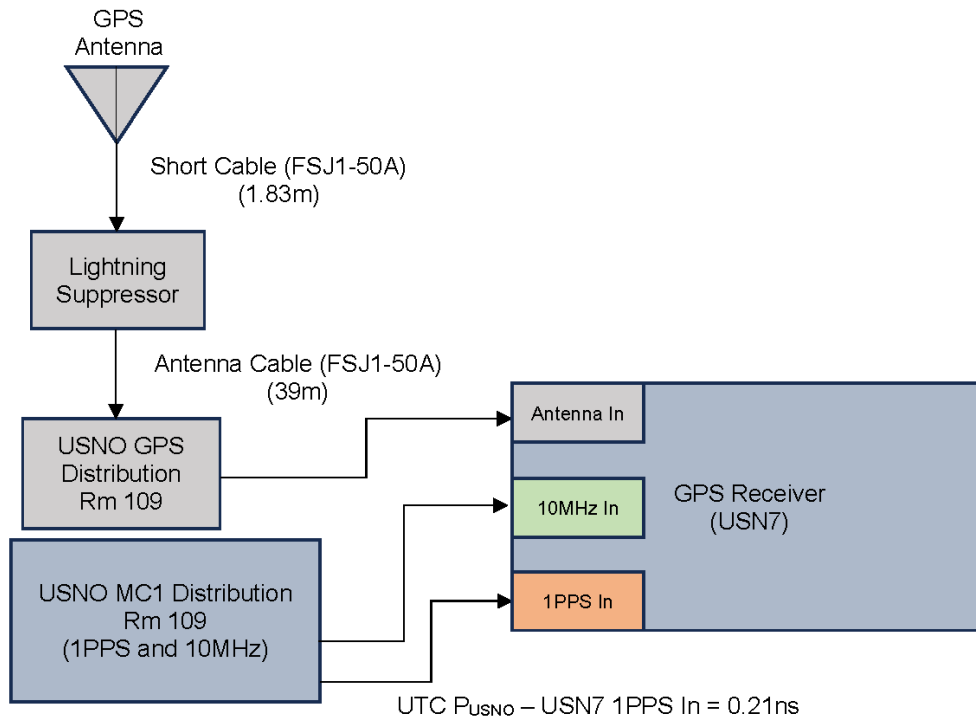 GPS
Antenna
Short Cable (FSJ1-50A)
(1.83m)
Lightning
Suppressor
Antenna Cable (FSJ1-50A)
(39m)
USNO GPS
Distribution
Rm 109
Antenna In
10MHz In
GPS Receiver
(USN7)
1PPS In
USNO MC1 Distribution
Rm 109
(1PPS and 10MHz)
UTC PUSNO – USN7 1PPS In = 0.21ns